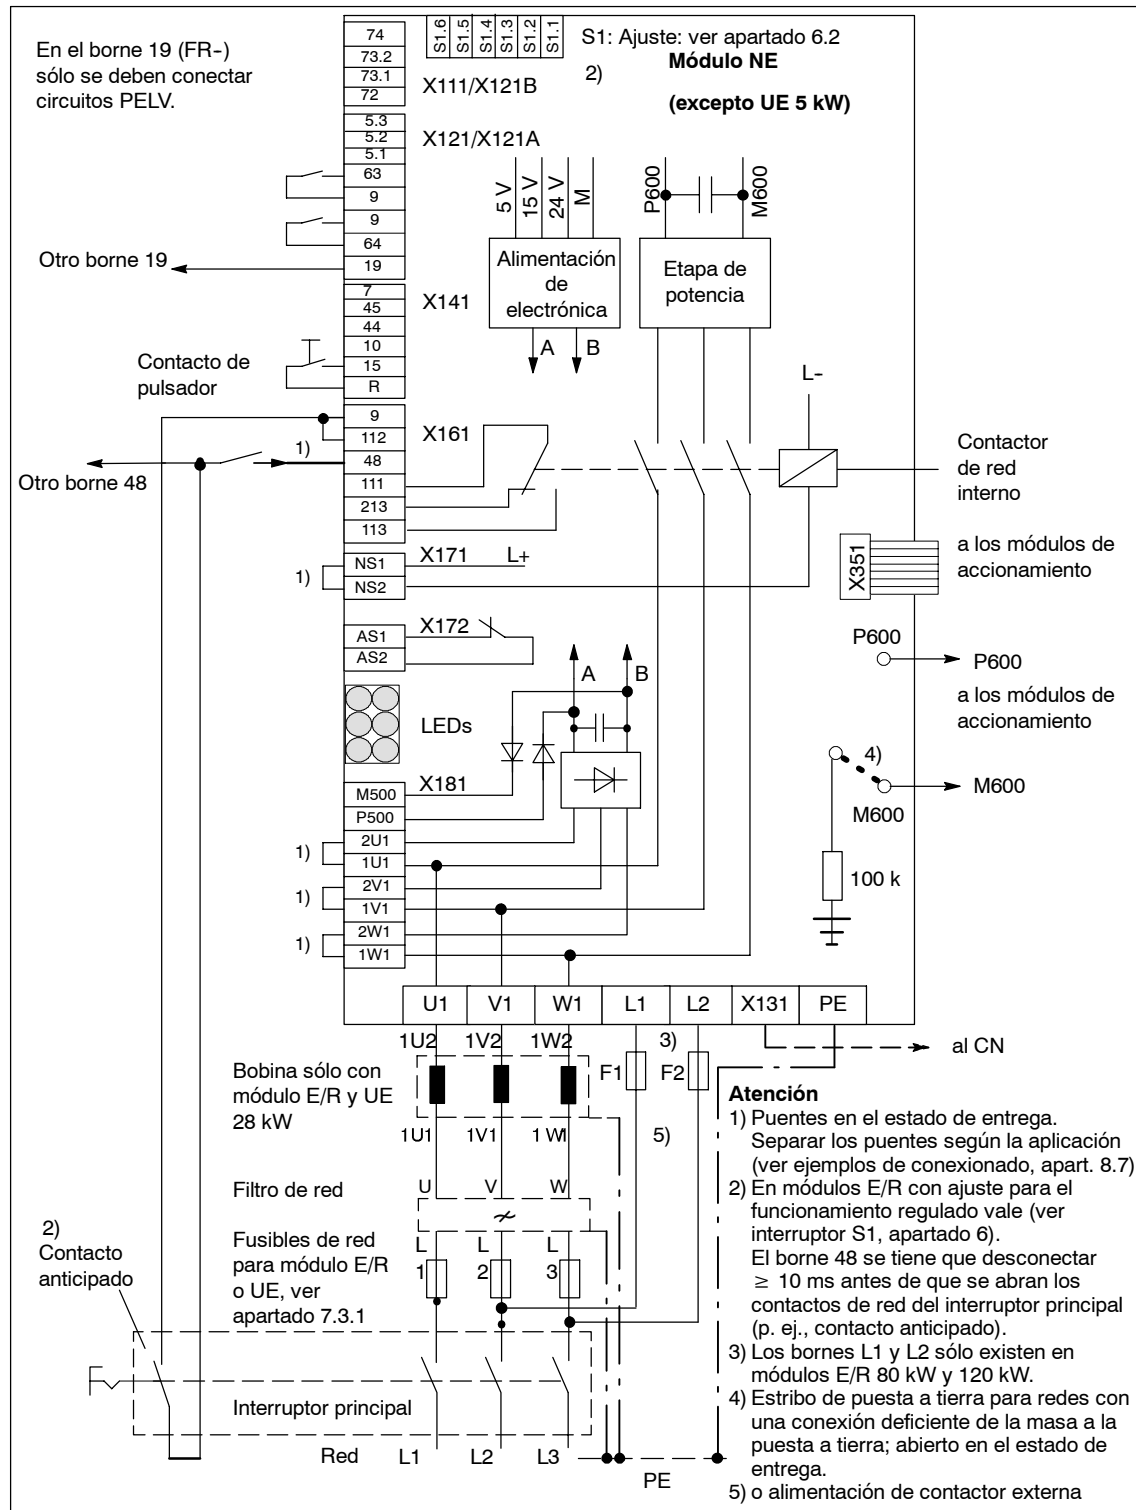 En el borne 19 (FR-)
sólo se deben conectar
circuitos PELV.
74
73.2
73.1
72
X111/X121B
S1.6
S1.5
S1.4
S1.3
S1.2
S1.1
S1: Ajuste: ver apartado 6.2
2)
Módulo NE
(excepto UE 5 kW)
5.3
5.2
5.1
63
9
9
64
19
X121/X121A
Otro borne 19
5 V
15 V
24 V
M
P600
M600
Alimentación
de
electrónica
Etapa de
potencia
A
B
7
45
44
10
15
R
X141
Contacto de
pulsador
L-
9
112
48
111
213
113
X161
1)
Otro borne 48
Contactor
de red
interno
NS1
NS2
X171
L+
1)
X351
a los módulos de
accionamiento
AS1
AS2
X172
A
B
P600
P600
a los módulos de
accionamiento
LEDs
4)
M600
M600
M500
P500
2U1
1U1
2V1
1V1
2W1
1W1
X181
1)
1)
1)
100 k
U1
V1
W1
L1
L2
X131
PE
1U2
1V2
1W2
3)
F1
F2
al CN
Bobina sólo con
módulo E/R y UE
28 kW
1U1
1V1
1W1
5)
Filtro de red
U
V
W
2)
Contacto
anticipado
Fusibles de red
para módulo E/R
o UE, ver
apartado 7.3.1
L
1
L
2
L
3
Interruptor principal
Red
L1
L2
L3
PE
Atención
1) Puentes en el estado de entrega.
Separar los puentes según la aplicación
(ver ejemplos de conexionado, apart. 8.7)
2) En módulos E/R con ajuste para el
funcionamiento regulado vale (ver
interruptor S1, apartado 6).
El borne 48 se tiene que desconectar
≥ 10 ms antes de que se abran los
contactos de red del interruptor principal
(p. ej., contacto anticipado).
3) Los bornes L1 y L2 sólo existen en
módulos E/R 80 kW y 120 kW.
4) Estribo de puesta a tierra para redes con
una conexión deficiente de la masa a la
puesta a tierra; abierto en el estado de
entrega.
5) o alimentación de contactor externa